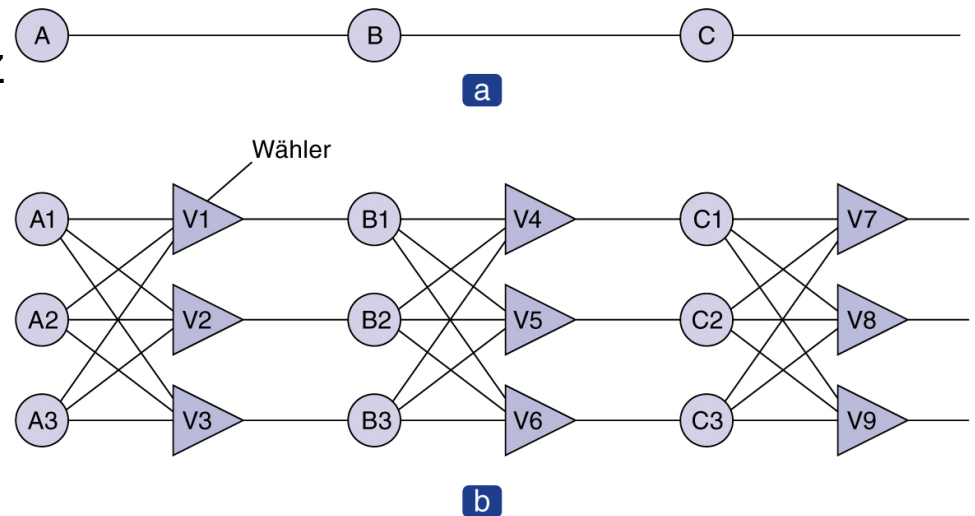 A B C
z
a
Wähler
A1 V1 B1 V4 C1 V7
A2 V2 B2 V5 C2 V8
A3 V3 B3 V6 C3 V9
b